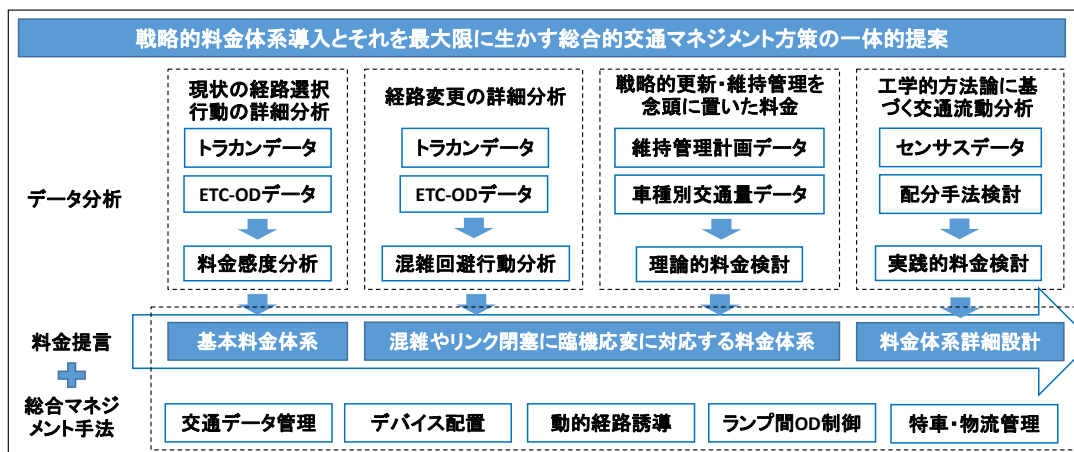 戦略的料金体系導入とそれを最大限に生かす総合的交通マネジメント方策の一体的提案
現状の経路選択
行動の詳細分析
経路変更の詳細分析
戦略的更新・維持管理を
念頭に置いた料金
工学的方法論に基
づく交通流動分析
データ分析
トラカンデータ
ETC-ODデータ
料金感度分析
トラカンデータ
ETC-ODデータ
混雑回避行動分析
維持管理計画データ
車種別交通量データ
理論的料金検討
センサスデータ
配分手法検討
実践的料金検討
料金提言
基本料金体系
混雑やリンク閉塞に臨機応変に対応する料金体系
料金体系詳細設計
総合マネジ
メント手法
交通データ管理
デバイス配置
動的経路誘導
ランプ間OD制御
特車・物流管理